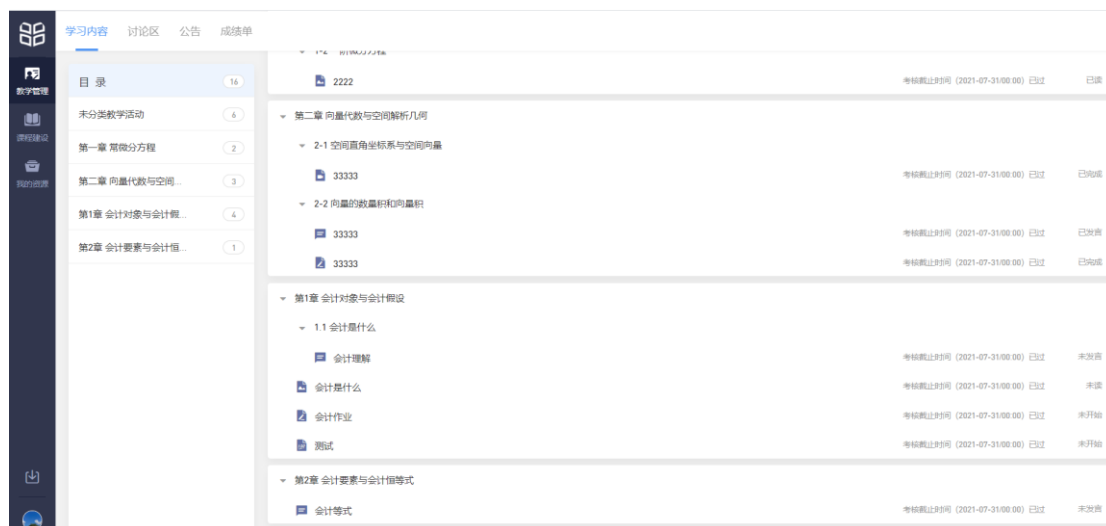 学习内容 讨论区 公告 成绩单
教学管理
课程建设
我的资源
目 录 16
未分类教学活动 6
第一章 常微分方程 2
第二章 向量代数与空间... 3
第1章 会计对象与会计假... 4
第2章 会计要素与会计恒... 1
2222 考核截止时间 (2021-07-31/00:00) 已过 已读
第二章 向量代数与空间解析几何
2-1 空间直角坐标系与空间向量
33333 考核截止时间 (2021-07-31/00:00) 已过 已完成
2-2 向量的数量积和向量积
33333 考核截止时间 (2021-07-31/00:00) 已过 已发言
33333 考核截止时间 (2021-07-31/00:00) 已过 已完成
第1章 会计对象与会计假设
1.1 会计是什么
会计理解 考核截止时间 (2021-07-31/00:00) 已过 未发言
会计是什么 考核截止时间 (2021-07-31/00:00) 已过 未读
会计作业 考核截止时间 (2021-07-31/00:00) 已过 未开始
测试 考核截止时间 (2021-07-31/00:00) 已过 未开始
第2章 会计要素与会计恒等式
会计等式 考核截止时间 (2021-07-31/00:00) 已过 未发言